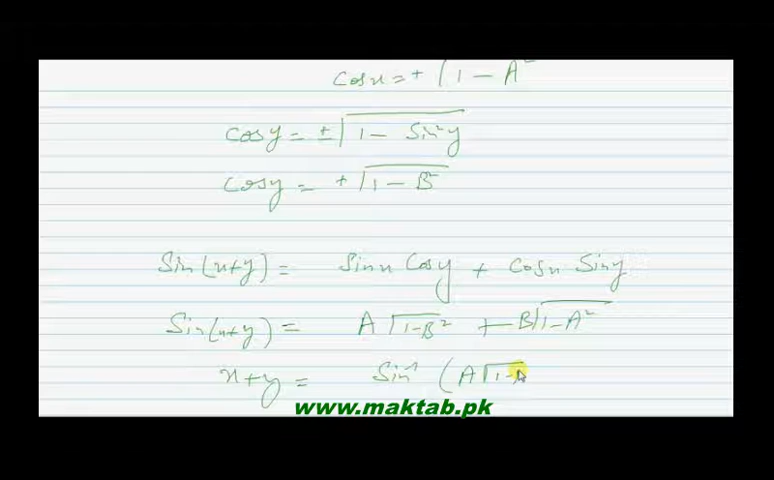 Cosx = + √1 - A²
Cosy = ± √1 - Sin²y
Cosy = + √1 - B²
Sin(x+y) = Sinx Cosy + Cosx Siny
Sin(x+y) = A √1-B² + B√1-A²
x+y = Sin⁻¹ (A√1-
www.maktab.pk